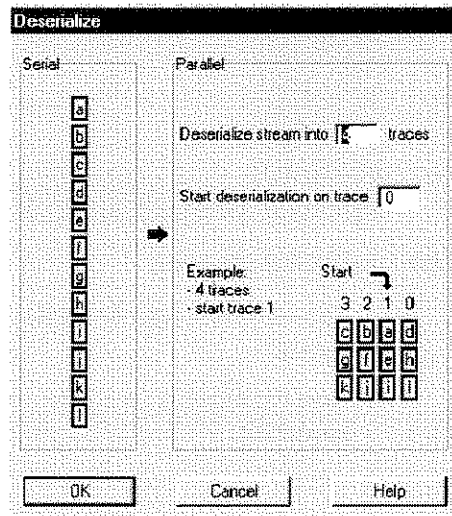 Deserialize
Serial
a
b
c
d
e
f
g
h
i
j
k
l
Parallel
Deserialize stream into traces
Start deserialization on trace 0
Example:
- 4 traces
- start trace 1
Start
3 2 1 0
c b a d
g f e h
k j i l
OK Cancel Help